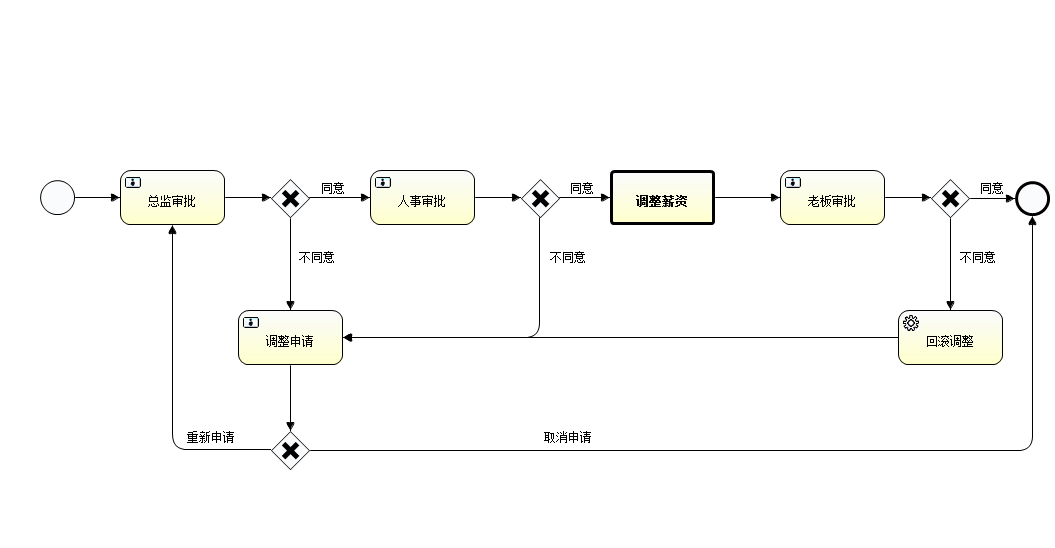 同意
同意
同意
总监审批
人事审批
调整薪资
老板审批
不同意
不同意
不同意
调整申请
回滚调整
重新申请
取消申请